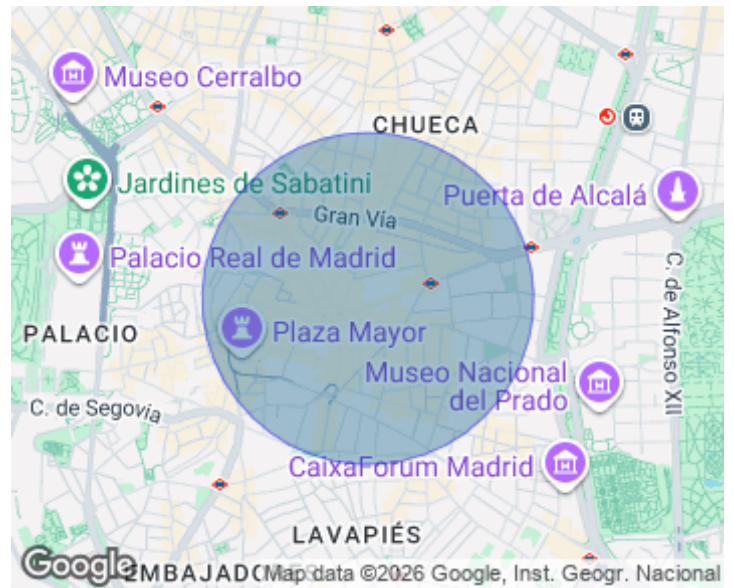 Museo Cerralbo
CHUECA
Jardines de Sabatini
Puerta de Alcalá
Gran Vía
Palacio Real de Madrid
C. de Alfonso XII
PALACIO
Plaza Mayor
Museo Nacional
del Prado
C. de Segovia
CaixaForum Madrid
LAVAPIÉS
Google
Map data ©2026 Google, Inst. Geogr. Nacional